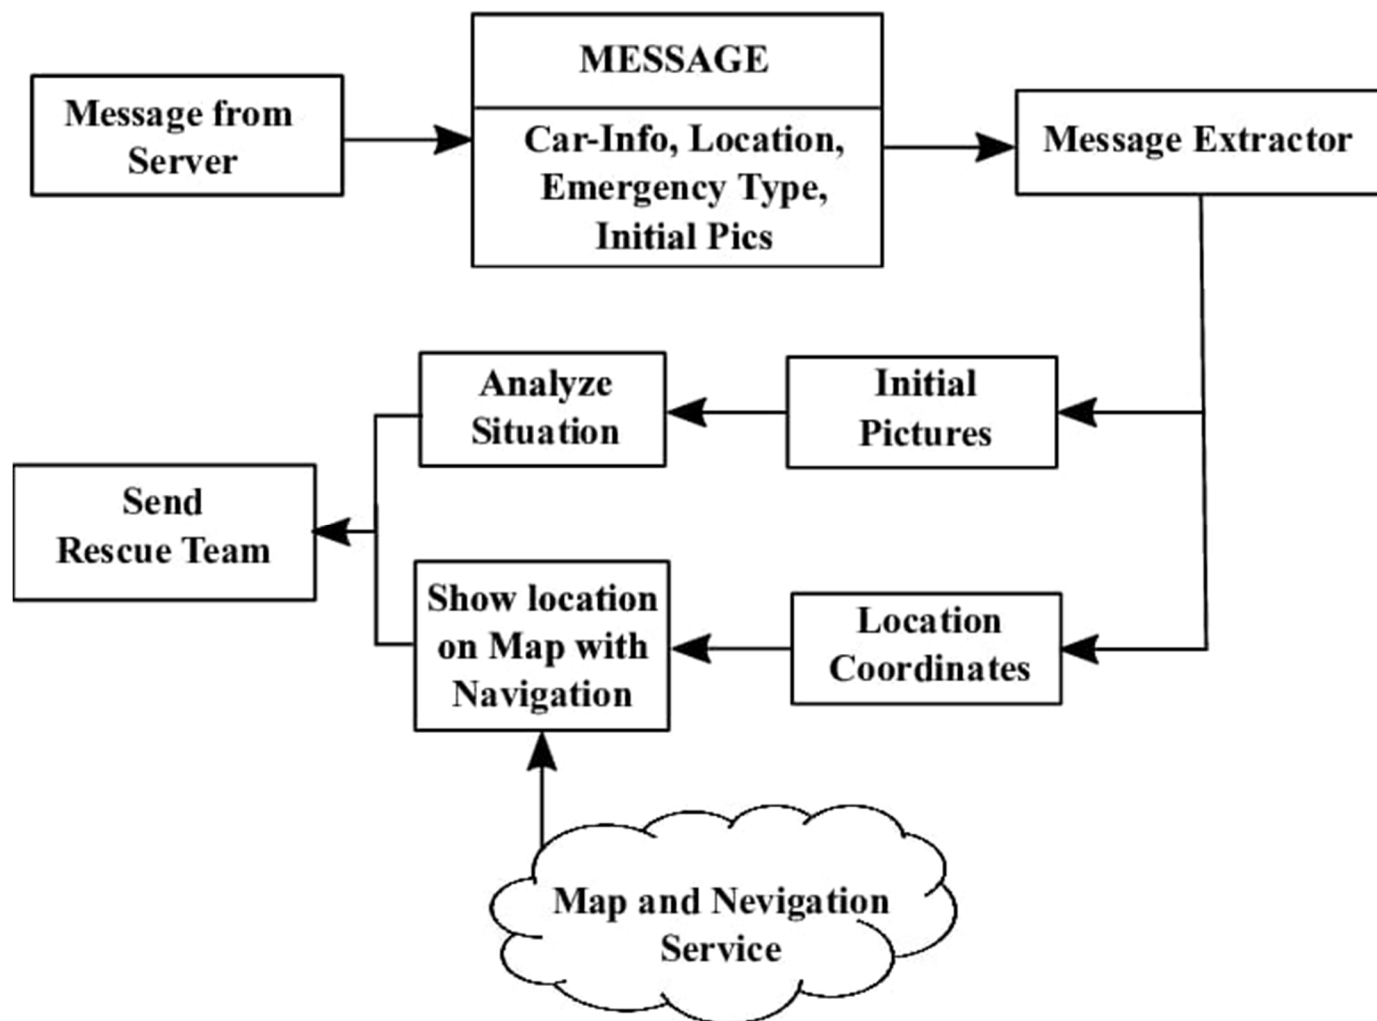 Message from
Server
MESSAGE
Car-Info, Location,
Emergency Type,
Initial Pics
Message Extractor
Analyze
Situation
Initial
Pictures
Send
Rescue Team
Show location
on Map with
Navigation
Location
Coordinates
Map and Nevigation
Service